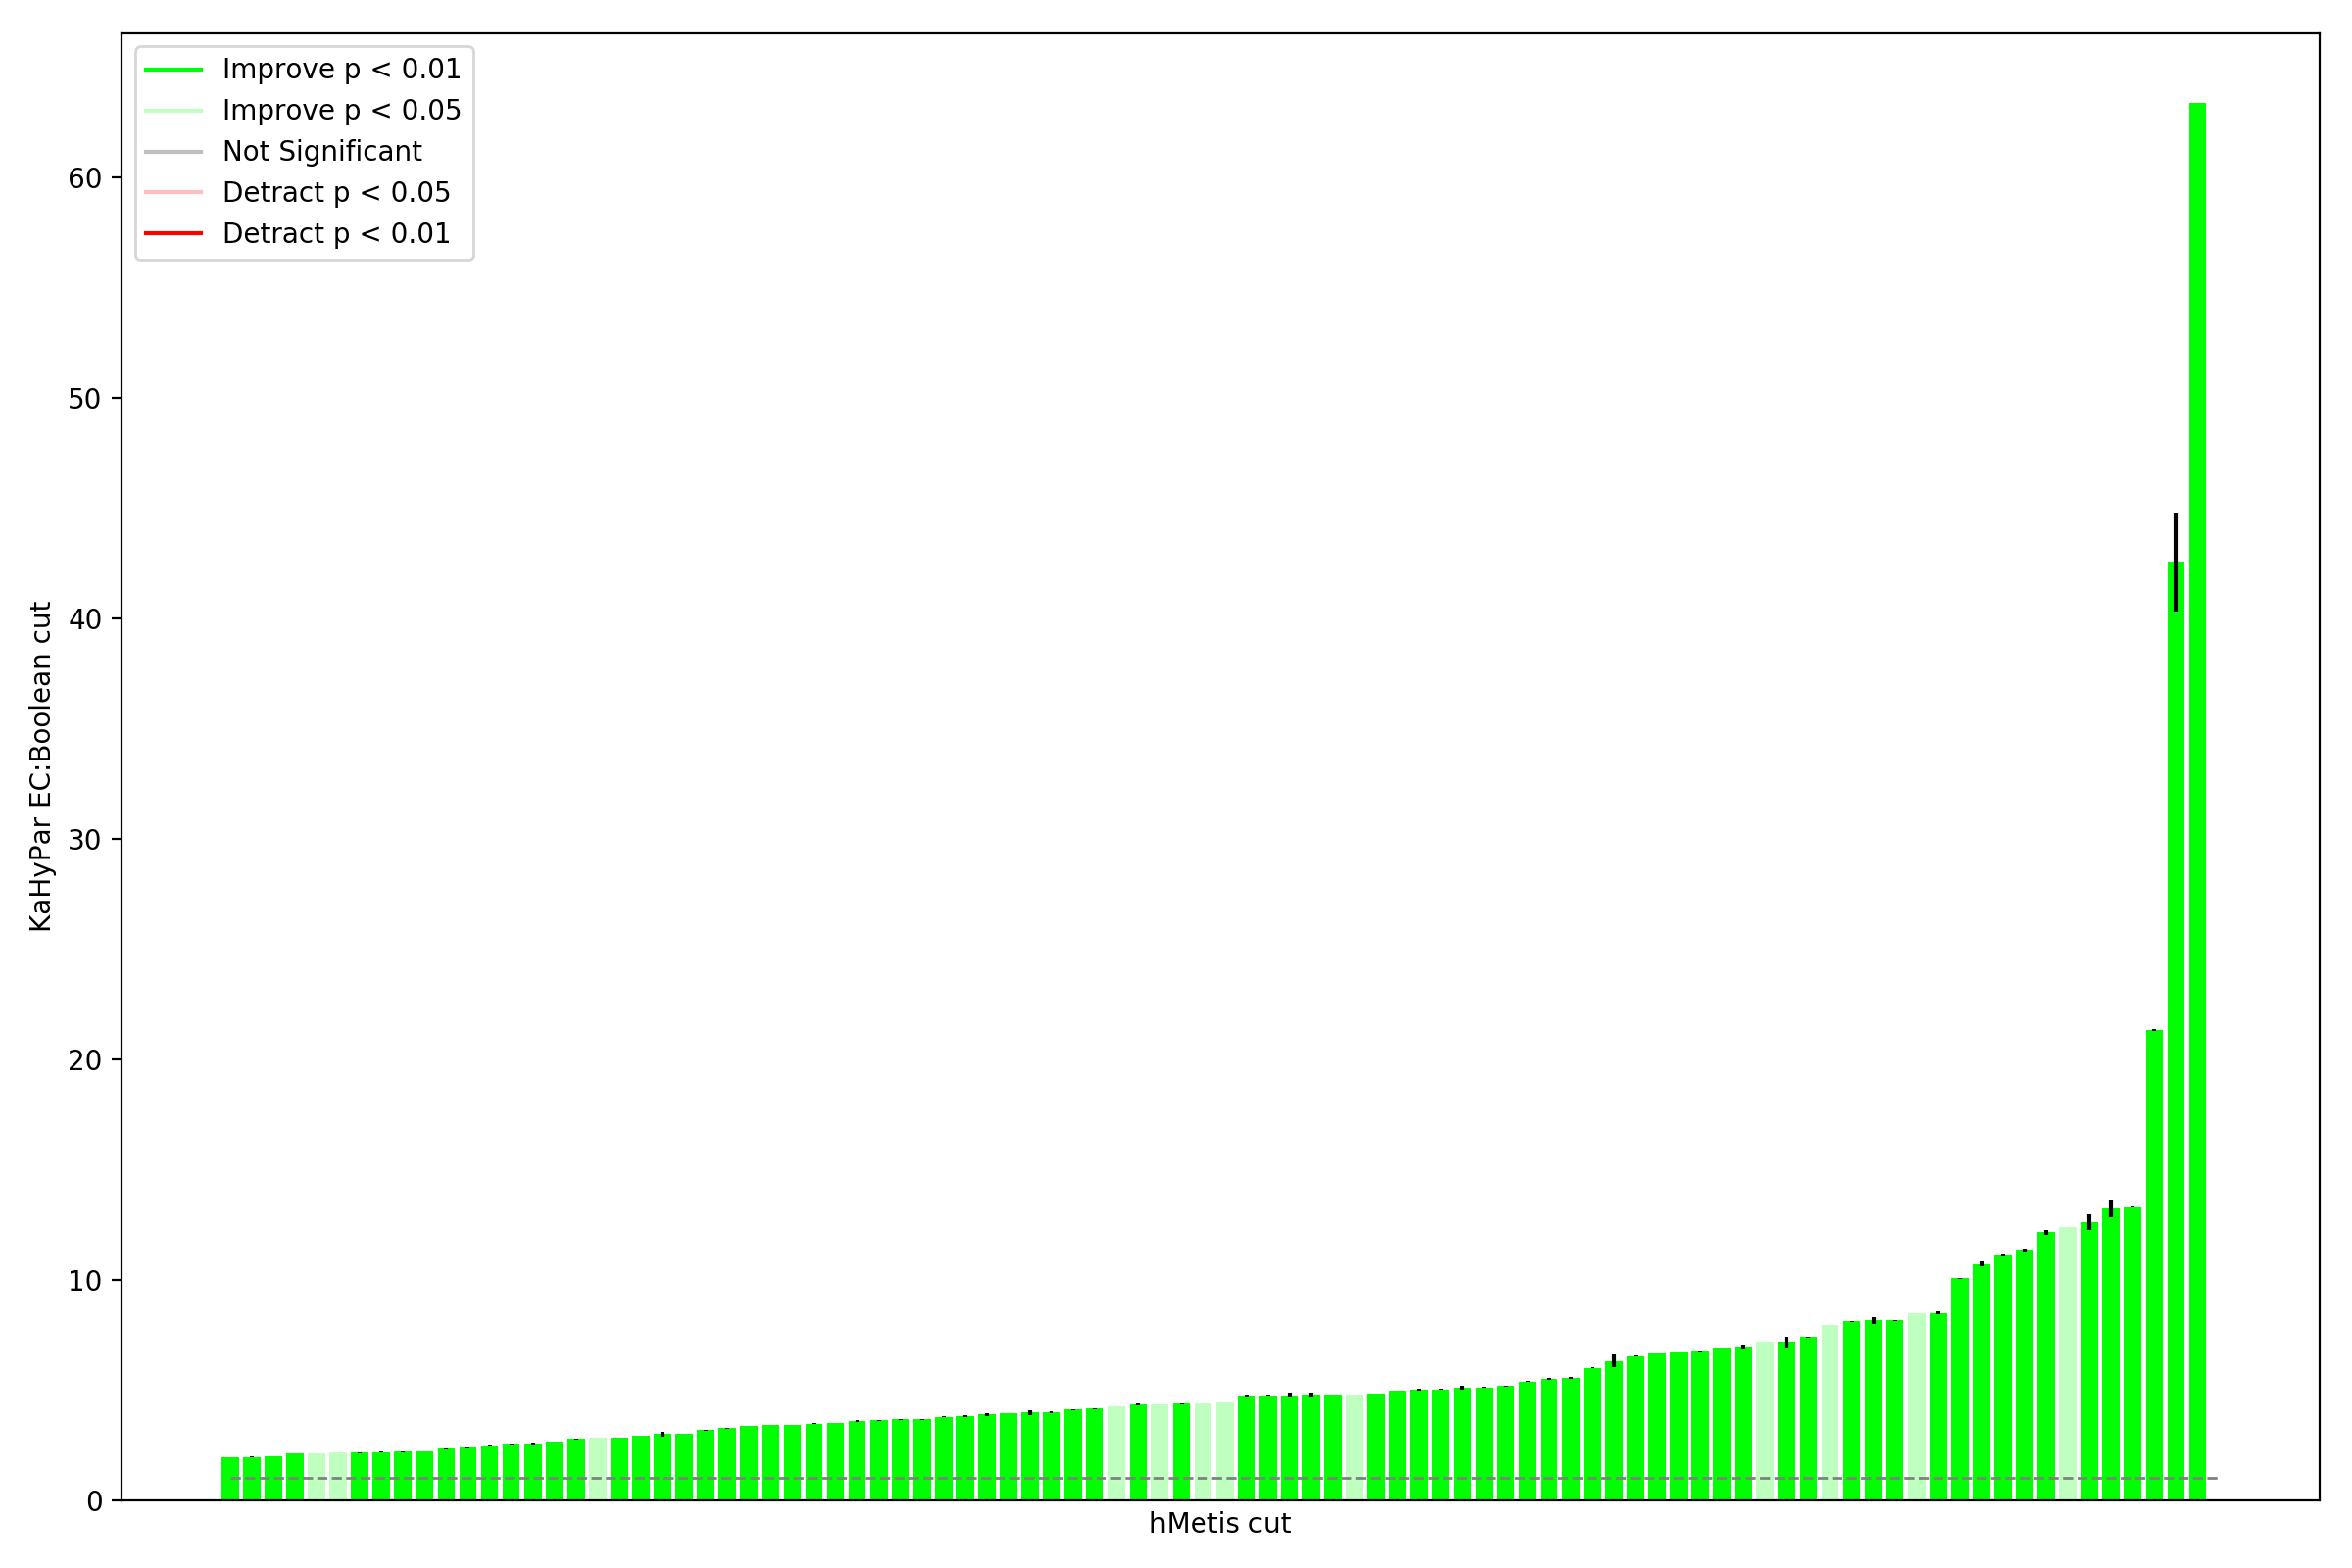 Improve p < 0.01
Improve p < 0.05
Not Significant
Detract p < 0.05
Detract p < 0.01
60
50
40
30
20
10
0
KaHyPar EC:Boolean cut
hMetis cut